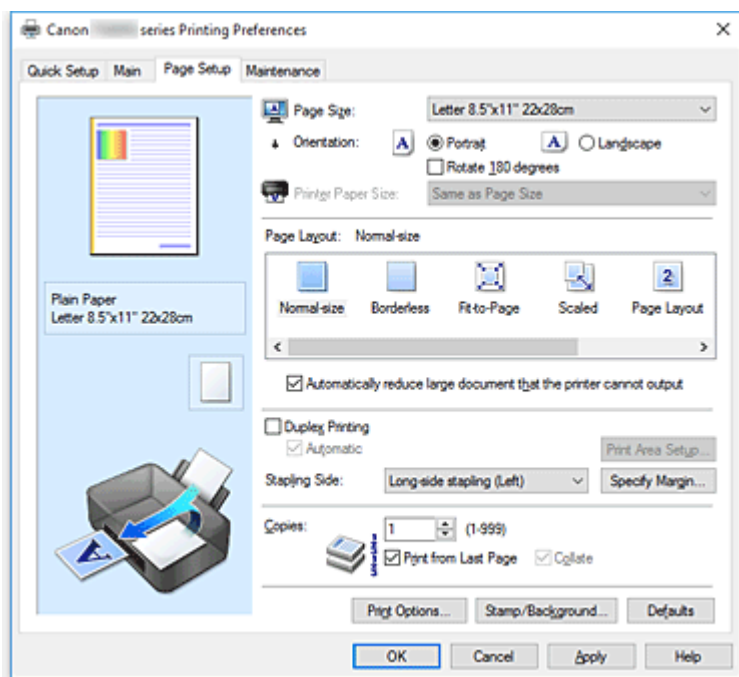 Canon series Printing Preferences
Quick Setup Main Page Setup Maintenance
Page Size: Letter 8.5"x11" 22x28cm
Orientation: A Portrait A Landscape
Rotate 180 degrees
Printer Paper Size: Same as Page Size
Page Layout: Normal-size
2
Normal-size Borderless Fit-to-Page Scaled Page Layout
Plain Paper
Letter 8.5"x11" 22x28cm
Automatically reduce large document that the printer cannot output
Duplex Printing
Automatic Print Area Setup...
Stapling Side: Long-side stapling (Left) Specify Margin...
Copies: 1 (1-999)
Print from Last Page Collate
A
Print Options... Stamp/Background... Defaults
OK Cancel Apply Help